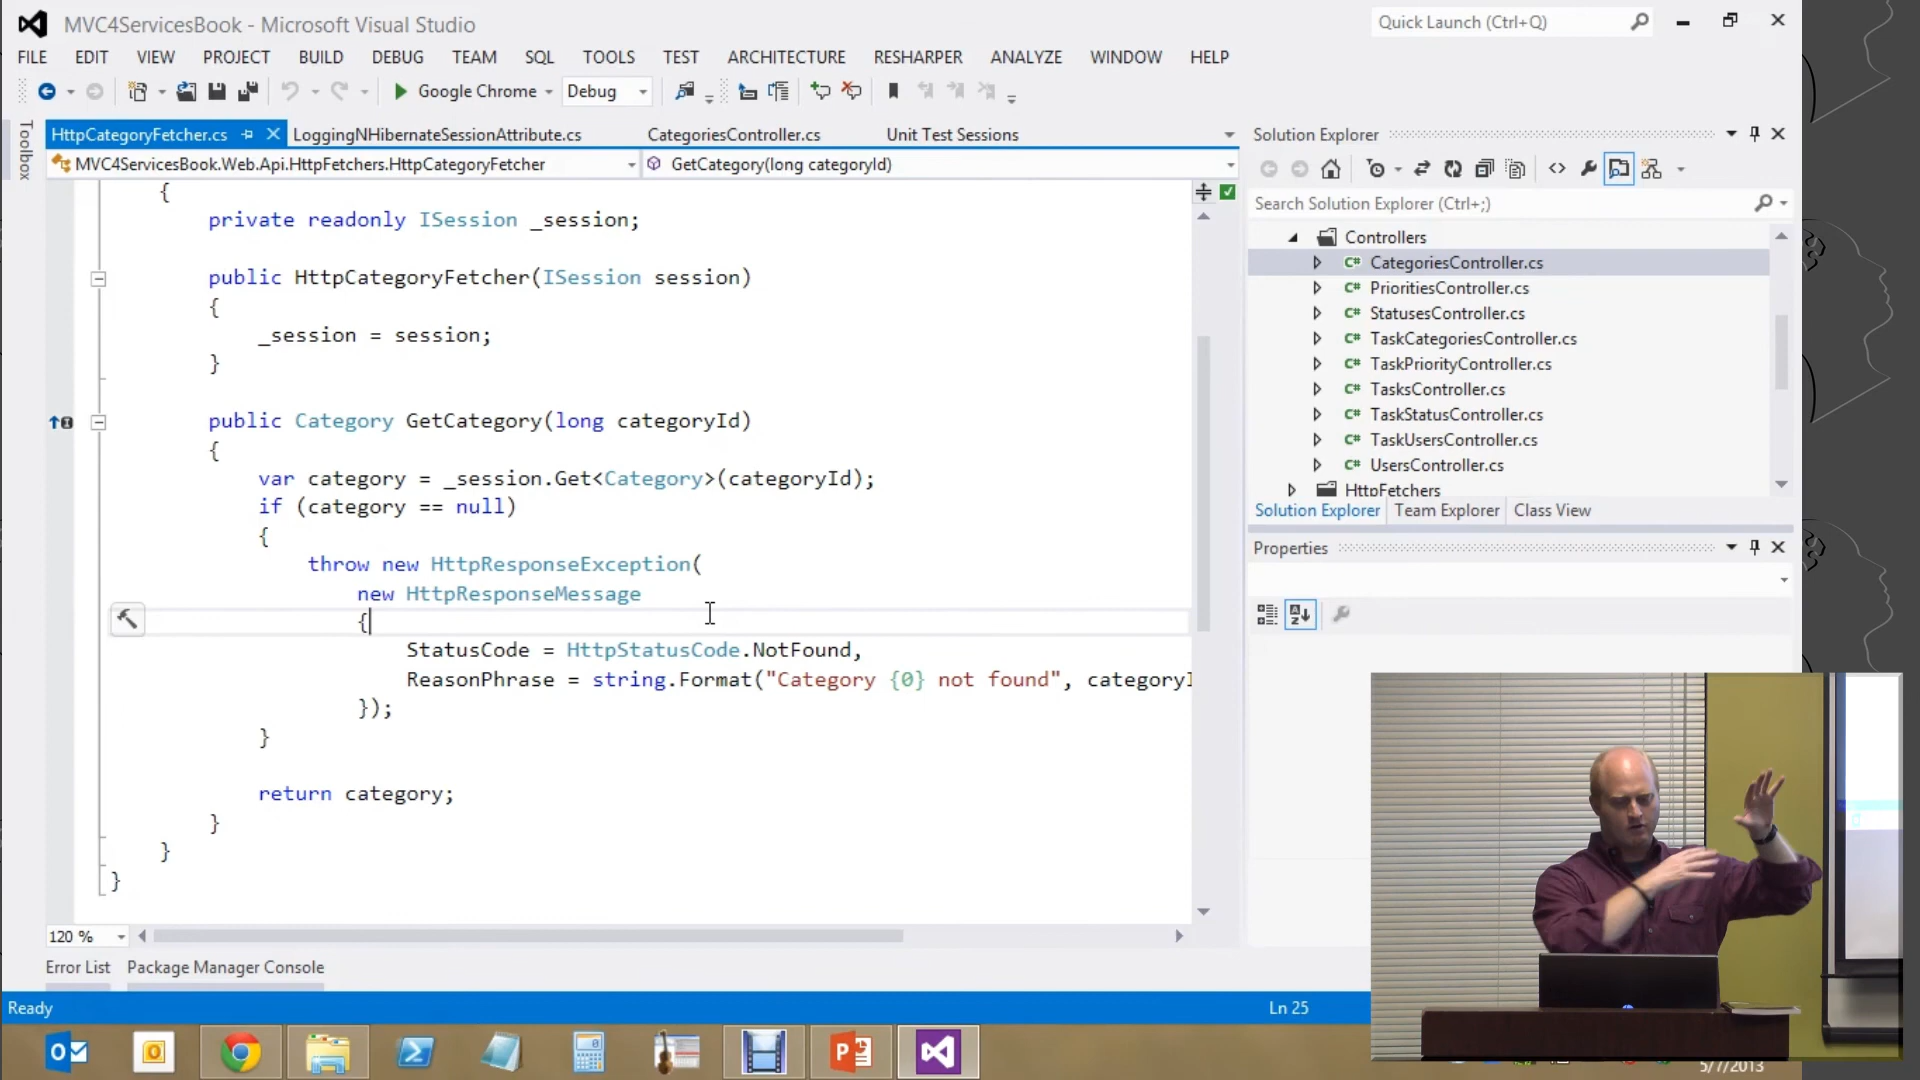 MVC4ServicesBook - Microsoft Visual Studio
Quick Launch (Ctrl+Q)
FILE EDIT VIEW PROJECT BUILD DEBUG TEAM SQL TOOLS TEST ARCHITECTURE RESHARPER ANALYZE WINDOW HELP
Google Chrome Debug
Toolbox
HttpCategoryFetcher.cs LoggingNHibernateSessionAttribute.cs CategoriesController.cs Unit Test Sessions
MVC4ServicesBook.Web.Api.HttpFetchers.HttpCategoryFetcher GetCategory(long categoryId)
{
private readonly ISession _session;
public HttpCategoryFetcher(ISession session)
{
_session = session;
}
public Category GetCategory(long categoryId)
{
var category = _session.Get<Category>(categoryId);
if (category == null)
{
throw new HttpResponseException(
new HttpResponseMessage
{
StatusCode = HttpStatusCode.NotFound,
ReasonPhrase = string.Format("Category {0} not found", categoryI
});
}
return category;
}
}
}
120 %
Error List Package Manager Console
Ready
Ln 25
Solution Explorer
Search Solution Explorer (Ctrl+;)
Controllers
C# CategoriesController.cs
C# PrioritiesController.cs
C# StatusesController.cs
C# TaskCategoriesController.cs
C# TaskPriorityController.cs
C# TasksController.cs
C# TaskStatusController.cs
C# TaskUsersController.cs
C# UsersController.cs
HttpFetchers
Solution Explorer Team Explorer Class View
Properties
5/7/2013